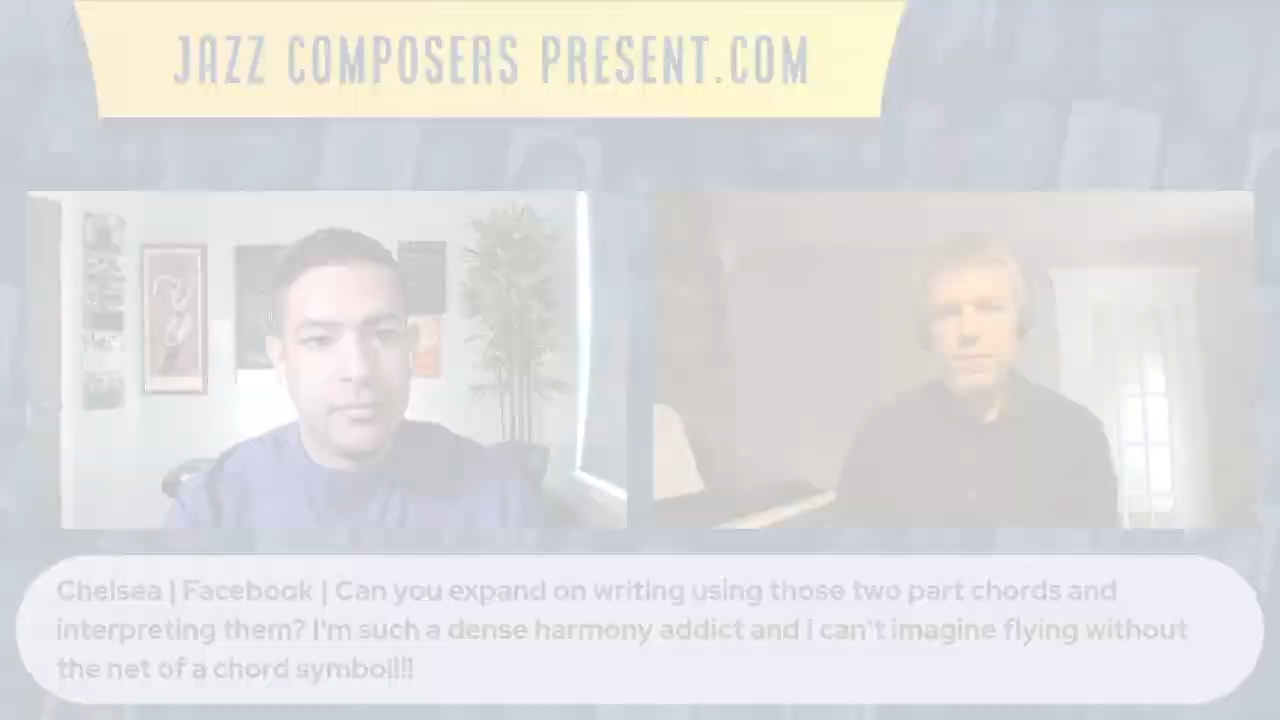 JAZZ COMPOSERS PRESENT.COM
Chelsea | Facebook | Can you expand on writing using those two part chords and
interpreting them? I'm such a dense harmony addict and I can't imagine flying without
the net of a chord symbol!!!